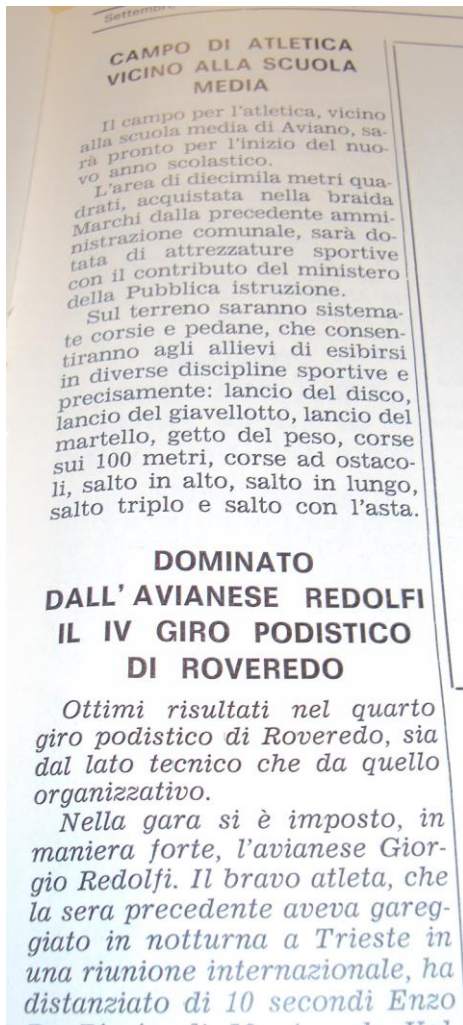 Settembre
CAMPO DI ATLETICA
VICINO ALLA SCUOLA
MEDIA
Il campo per l'atletica, vicino
alla scuola media di Aviano, sa-
rà pronto per l'inizio del nuo-
vo anno scolastico.
L'area di diecimila metri qua-
drati, acquistata nella braida
Marchi dalla precedente ammi-
nistrazione comunale, sarà do-
tata di attrezzature sportive
con il contributo del ministero
della Pubblica istruzione.
Sul terreno saranno sistema-
te corsie e pedane, che consen-
tiranno agli allievi di esibirsi
in diverse discipline sportive e
precisamente: lancio del disco,
lancio del giavellotto, lancio del
martello, getto del peso, corse
sui 100 metri, corse ad ostaco-
li, salto in alto, salto in lungo,
salto triplo e salto con l'asta.
DOMINATO
DALL'AVIANESE REDOLFI
IL IV GIRO PODISTICO
DI ROVEREDO
Ottimi risultati nel quarto
giro podistico di Roveredo, sia
dal lato tecnico che da quello
organizzativo.
Nella gara si è imposto, in
maniera forte, l'avianese Gior-
gio Redolfi. Il bravo atleta, che
la sera precedente aveva gareg-
giato in notturna a Trieste in
una riunione internazionale, ha
distanziato di 10 secondi Enzo